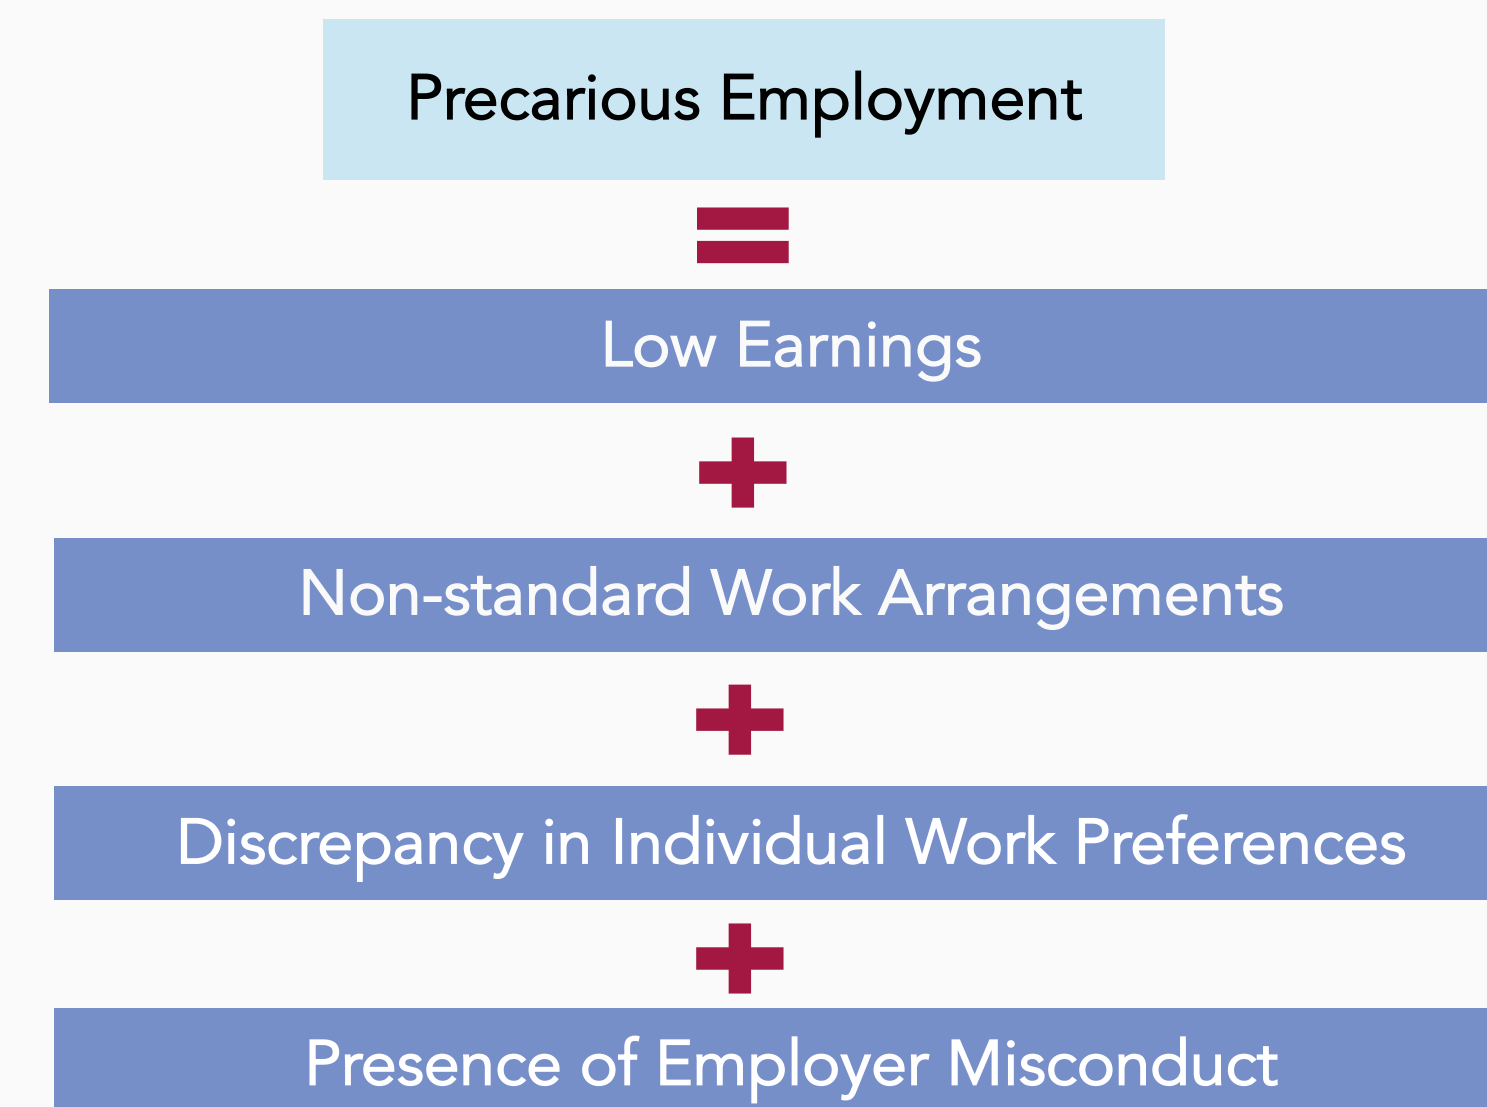 Precarious Employment
=
Low Earnings
+
Non-standard Work Arrangements
+
Discrepancy in Individual Work Preferences
+
Presence of Employer Misconduct